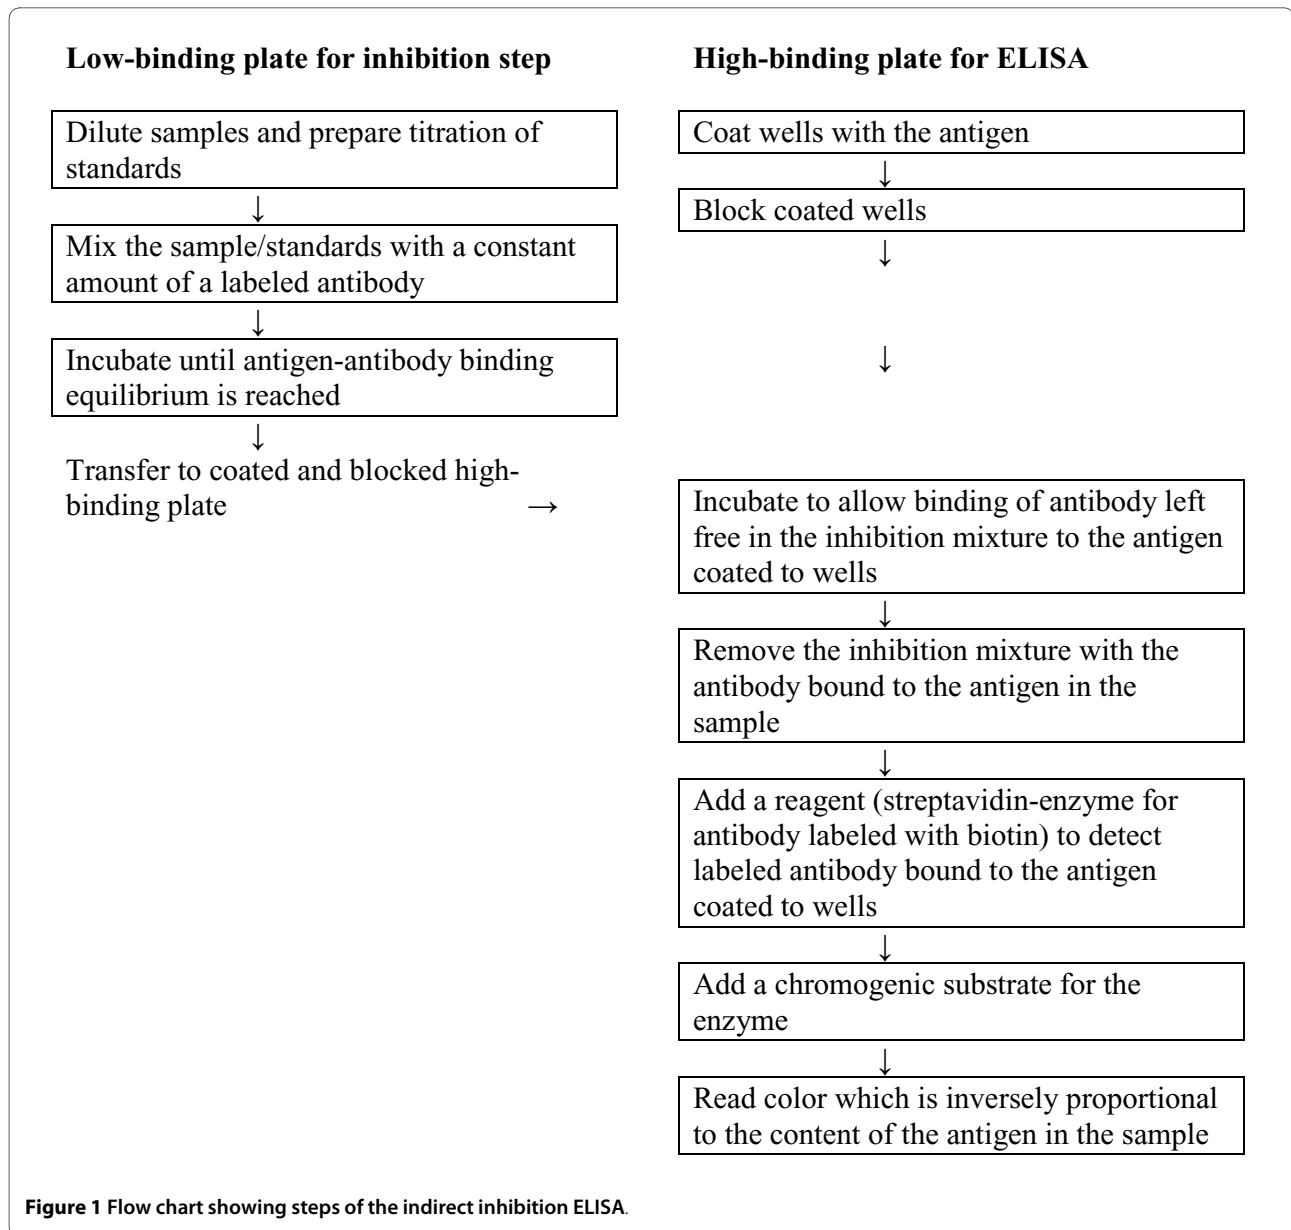 Low-binding plate for inhibition step
Dilute samples and prepare titration of
standards
↓
Mix the sample/standards with a constant
amount of a labeled antibody
↓
Incubate until antigen-antibody binding
equilibrium is reached
↓
Transfer to coated and blocked high-
binding plate →
High-binding plate for ELISA
Coat wells with the antigen
↓
Block coated wells
↓
↓
Incubate to allow binding of antibody left
free in the inhibition mixture to the antigen
coated to wells
↓
Remove the inhibition mixture with the
antibody bound to the antigen in the
sample
↓
Add a reagent (streptavidin-enzyme for
antibody labeled with biotin) to detect
labeled antibody bound to the antigen
coated to wells
↓
Add a chromogenic substrate for the
enzyme
↓
Read color which is inversely proportional
to the content of the antigen in the sample
Figure 1 Flow chart showing steps of the indirect inhibition ELISA.